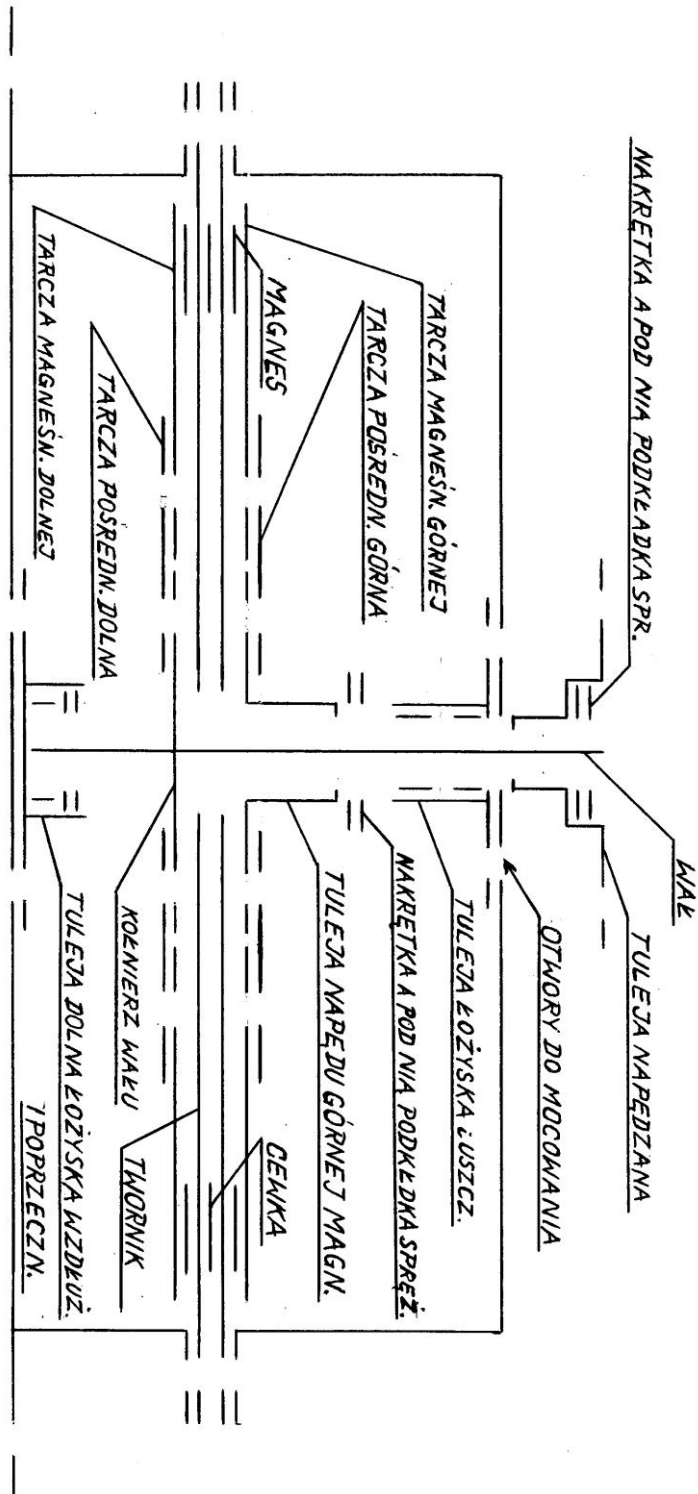 NAKRĘTKA A POD NIĄ PODKŁADKA SPR.
TARCZA MAGNEŚN. GÓRNEJ
TARCZA POŚREDN. GÓRNA
MAGNES
TARCZA POŚREDN. DOLNA
TARCZA MAGNEŚN. DOLNEJ
WAŁ
TULEJA NAPĘDZANA
OTWORY DO MOCOWANIA
TULEJA ŁOŻYSKA i USZCZ.
NAKRĘTKA A POD NIĄ PODKŁDKA SPRĘŻ.
TULEJA NAPĘDU GÓRNEJ MAGN.
CEWKA
TWORNIK
KOŁNIERZ WAŁU
TULEJA DOLNA ŁOŻYSKA WZDŁUŻ.
I POPRZECZN.